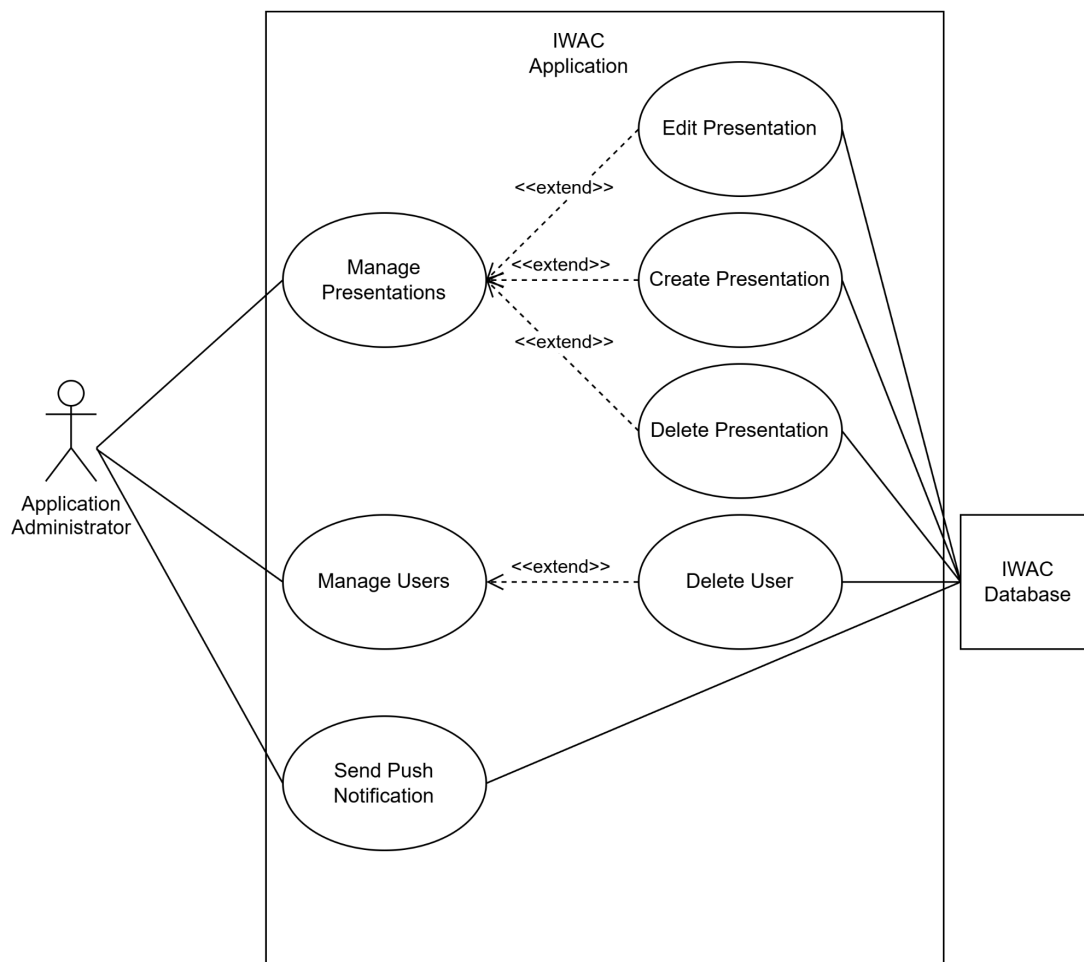 IWAC
Application
Edit Presentation
<<extend>>
Manage
Presentations
<<extend>>
Create Presentation
<<extend>>
Delete Presentation
Application
Administrator
Manage Users
<<extend>>
Delete User
IWAC
Database
Send Push
Notification